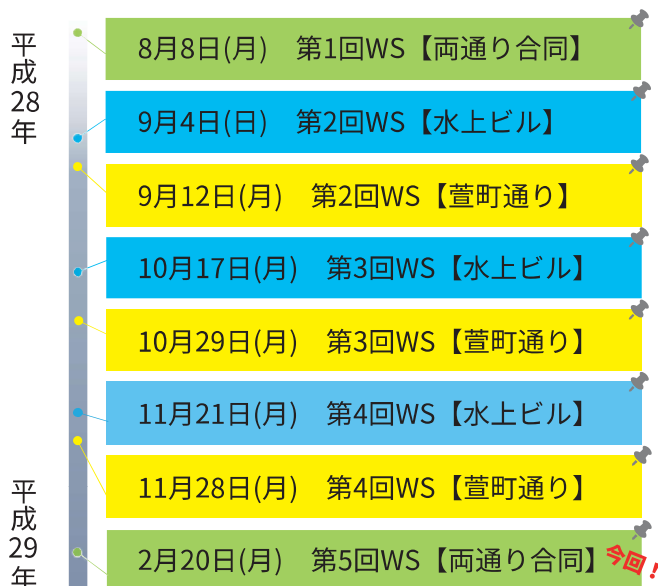 平成28年
8月8日(月) 第1回WS【両通り合同】
9月4日(日) 第2回WS【水上ビル】
9月12日(月) 第2回WS【萱町通り】
10月17日(月) 第3回WS【水上ビル】
10月29日(月) 第3回WS【萱町通り】
11月21日(月) 第4回WS【水上ビル】
11月28日(月) 第4回WS【萱町通り】
平成29年
2月20日(月) 第5回WS【両通り合同】
今回！